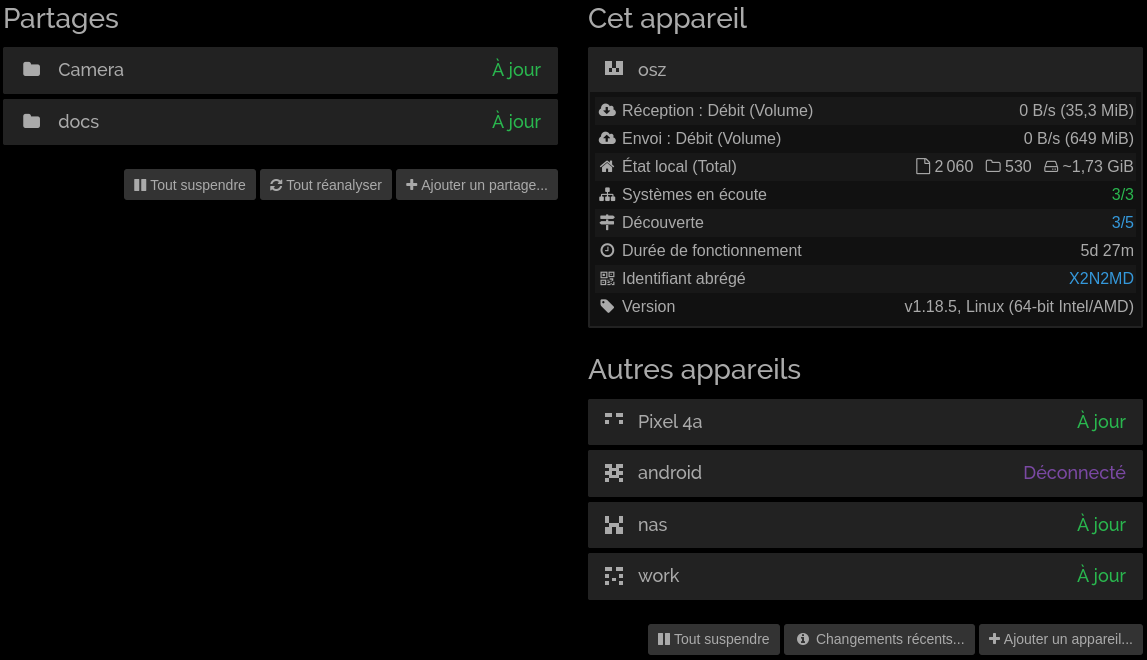 Partages
Camera À jour
docs À jour
Tout suspendre Tout réanalyser Ajouter un partage...
Cet appareil
osz
Réception : Débit (Volume) 0 B/s (35,3 MiB)
Envoi : Débit (Volume) 0 B/s (649 MiB)
État local (Total) 2 060 530 ~1,73 GiB
Systèmes en écoute 3/3
Découverte 3/5
Durée de fonctionnement 5d 27m
Identifiant abrégé X2N2MD
Version v1.18.5, Linux (64-bit Intel/AMD)
Autres appareils
Pixel 4a À jour
android Déconnecté
nas À jour
work À jour
Tout suspendre Changements récents... Ajouter un appareil...